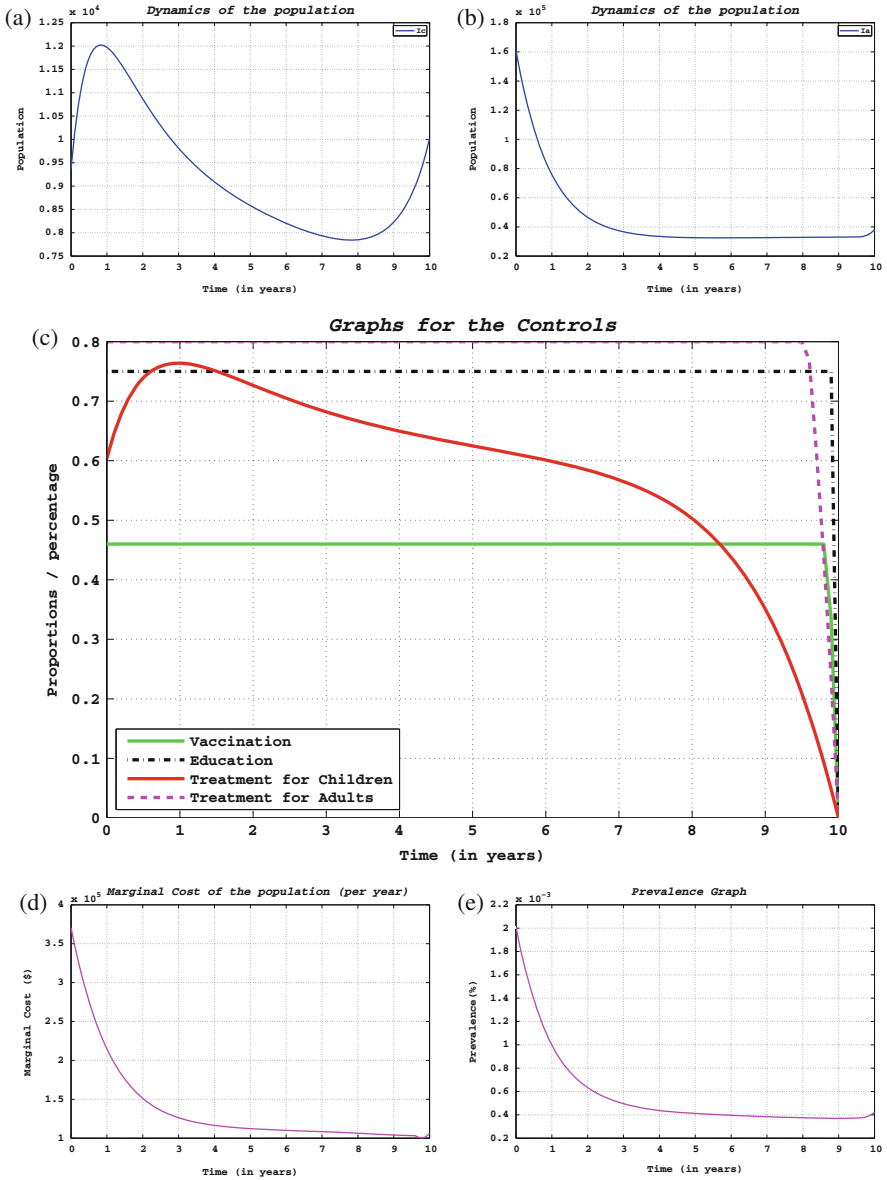 (a)
x 10⁴
Dynamics of the population
1.25
1.2
1.15
1.1
1.05
1
0.95
0.9
0.85
0.8
0.75
Population
Ic
0 1 2 3 4 5 6 7 8 9 10
Time (in years)
(b)
x 10⁵
Dynamics of the population
1.8
1.6
1.4
1.2
1
0.8
0.6
0.4
0.2
Population
Ia
0 1 2 3 4 5 6 7 8 9 10
Time (in years)
(c)
Graphs for the Controls
0.8
0.7
0.6
0.5
0.4
0.3
0.2
0.1
0
Proportions / percentage
Vaccination
Education
Treatment for Children
Treatment for Adults
0 1 2 3 4 5 6 7 8 9 10
Time (in years)
(d)
x 10⁵
Marginal Cost of the population (per year)
4
3.5
3
2.5
2
1.5
1
Marginal Cost ($)
0 1 2 3 4 5 6 7 8 9 10
Time (in years)
(e)
x 10⁻³
Prevalence Graph
2.2
2
1.8
1.6
1.4
1.2
1
0.8
0.6
0.4
0.2
Prevalence(%)
0 1 2 3 4 5 6 7 8 9 10
Time (in years)